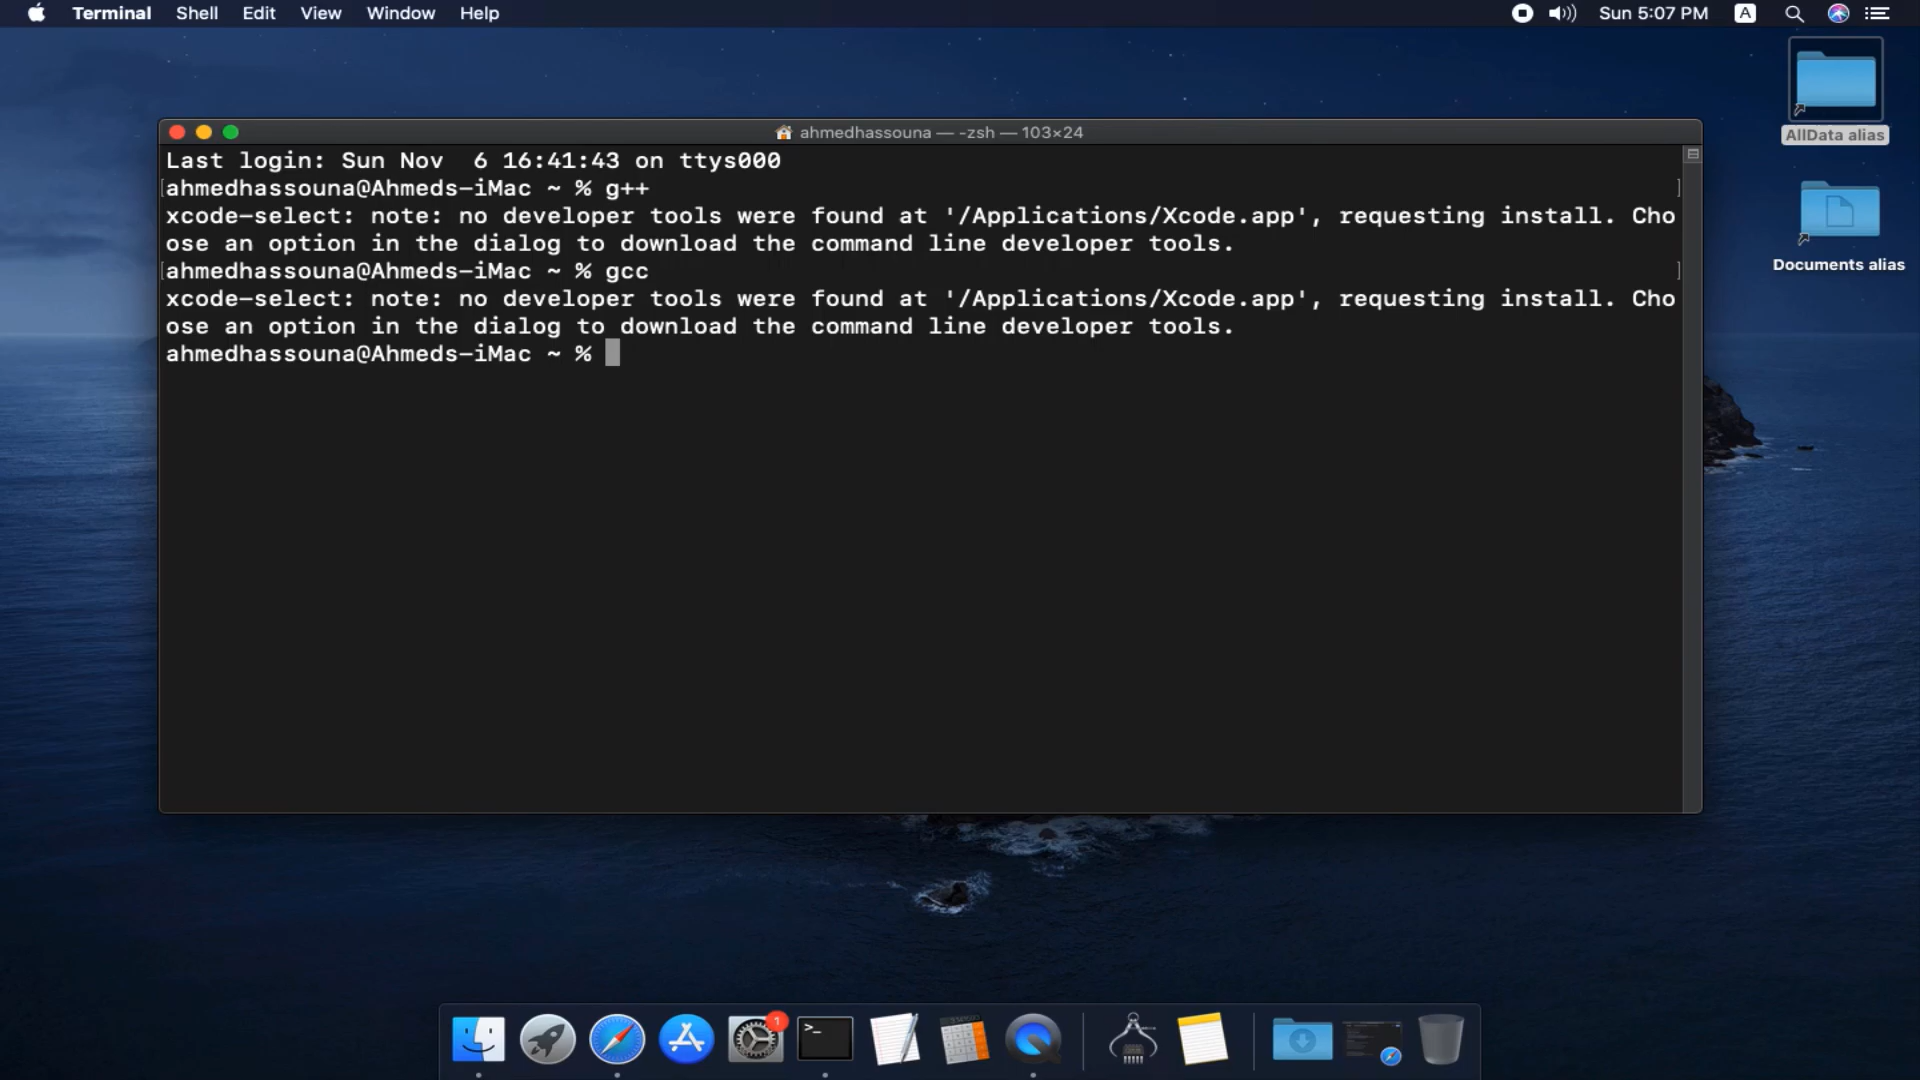 Terminal Shell Edit View Window Help Sun 5:07 PM A
AllData alias
Documents alias
ahmedhassouna — -zsh — 103×24
Last login: Sun Nov  6 16:41:43 on ttys000
[ahmedhassouna@Ahmeds-iMac ~ % g++ ]
xcode-select: note: no developer tools were found at '/Applications/Xcode.app', requesting install. Cho
ose an option in the dialog to download the command line developer tools.
[ahmedhassouna@Ahmeds-iMac ~ % gcc ]
xcode-select: note: no developer tools were found at '/Applications/Xcode.app', requesting install. Cho
ose an option in the dialog to download the command line developer tools.
ahmedhassouna@Ahmeds-iMac ~ %
1
>_